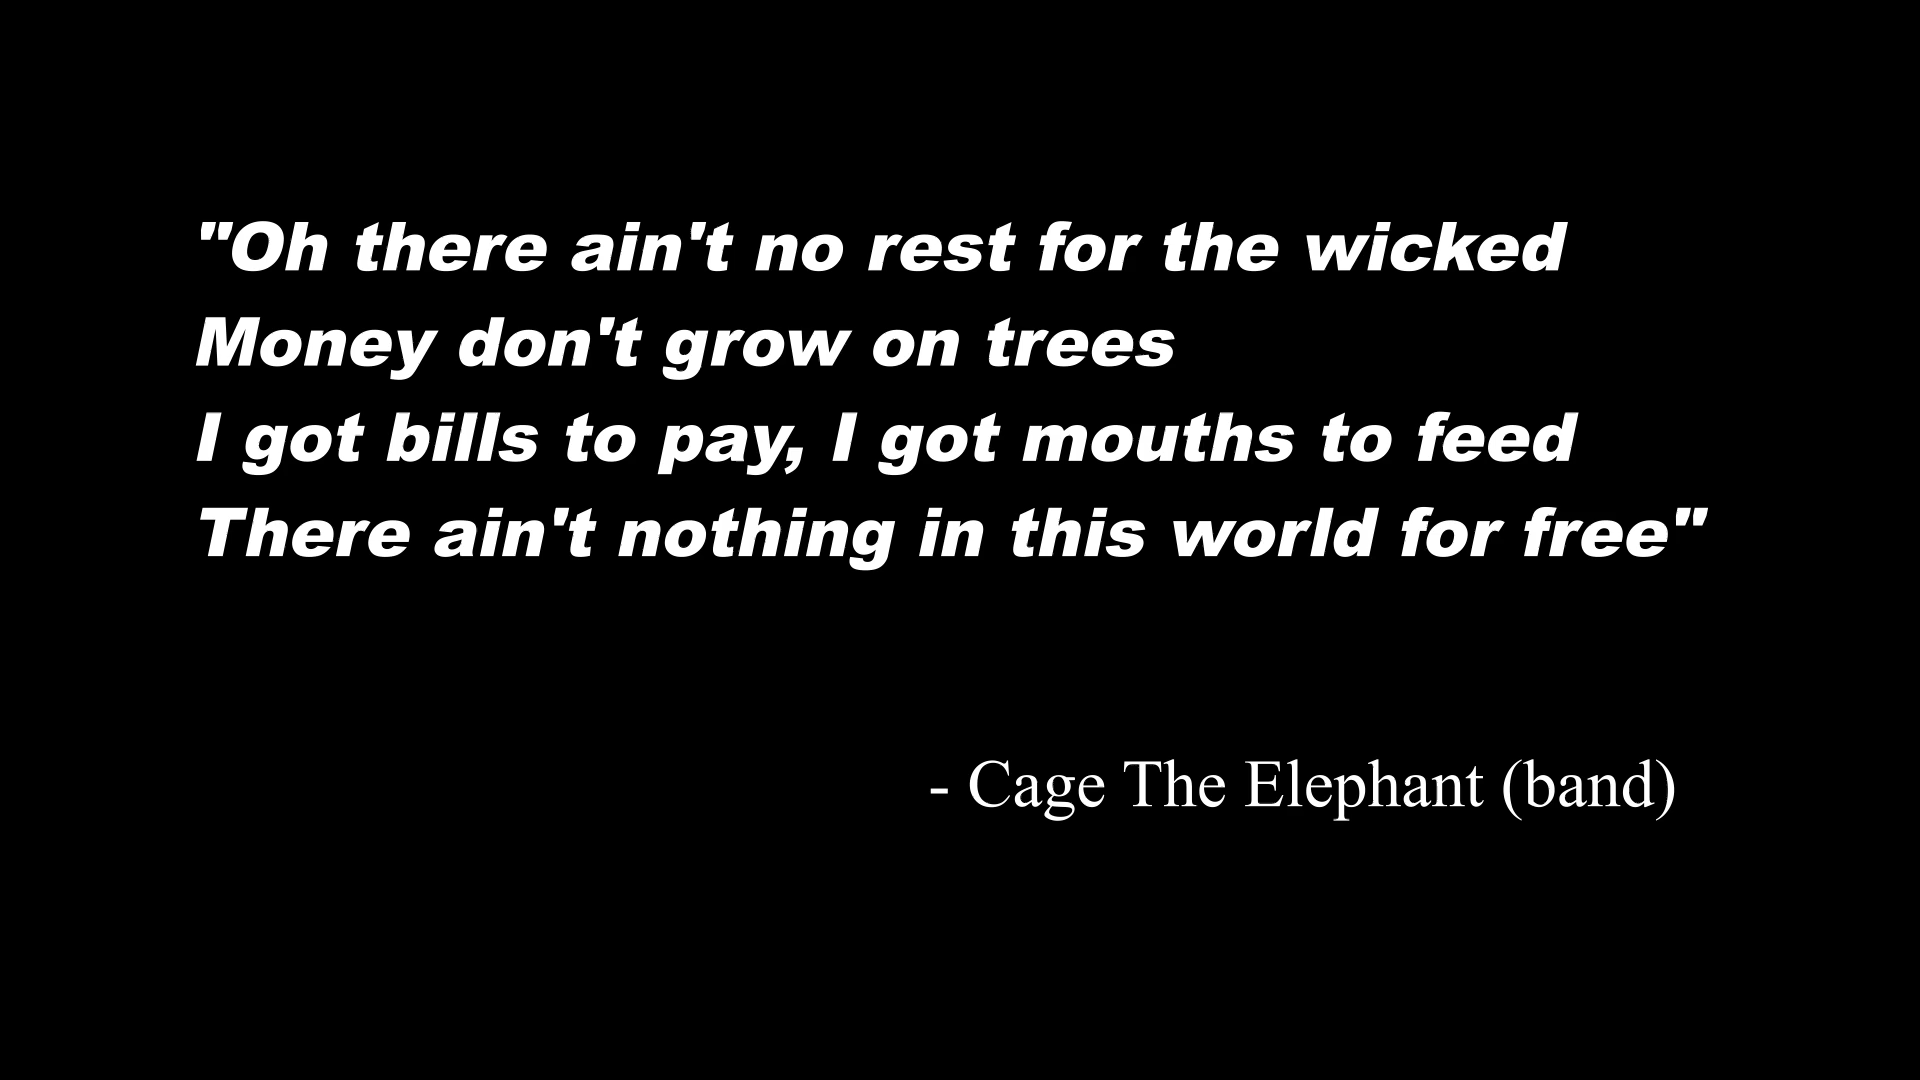 "Oh there ain't no rest for the wicked
Money don't grow on trees
I got bills to pay, I got mouths to feed
There ain't nothing in this world for free"
- Cage The Elephant (band)